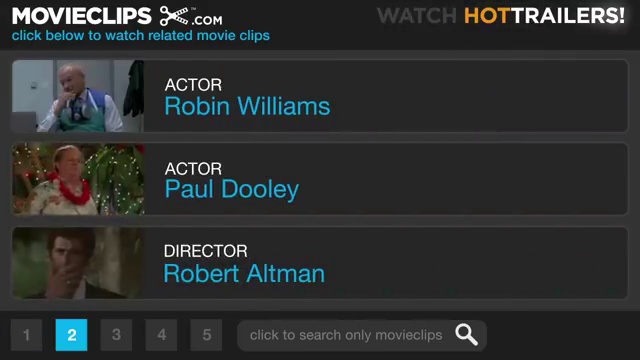 MOVIECLIPS .COM
WATCH HOTTRAILERS!
click below to watch related movie clips
ACTOR
Robin Williams
ACTOR
Paul Dooley
DIRECTOR
Robert Altman
1 2 3 4 5
click to search only movieclips